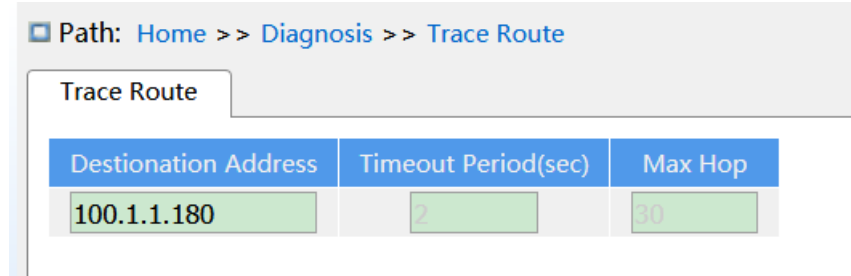 Path: Home >> Diagnosis >> Trace Route
Trace Route
Destionation Address Timeout Period(sec) Max Hop
100.1.1.180 2 30